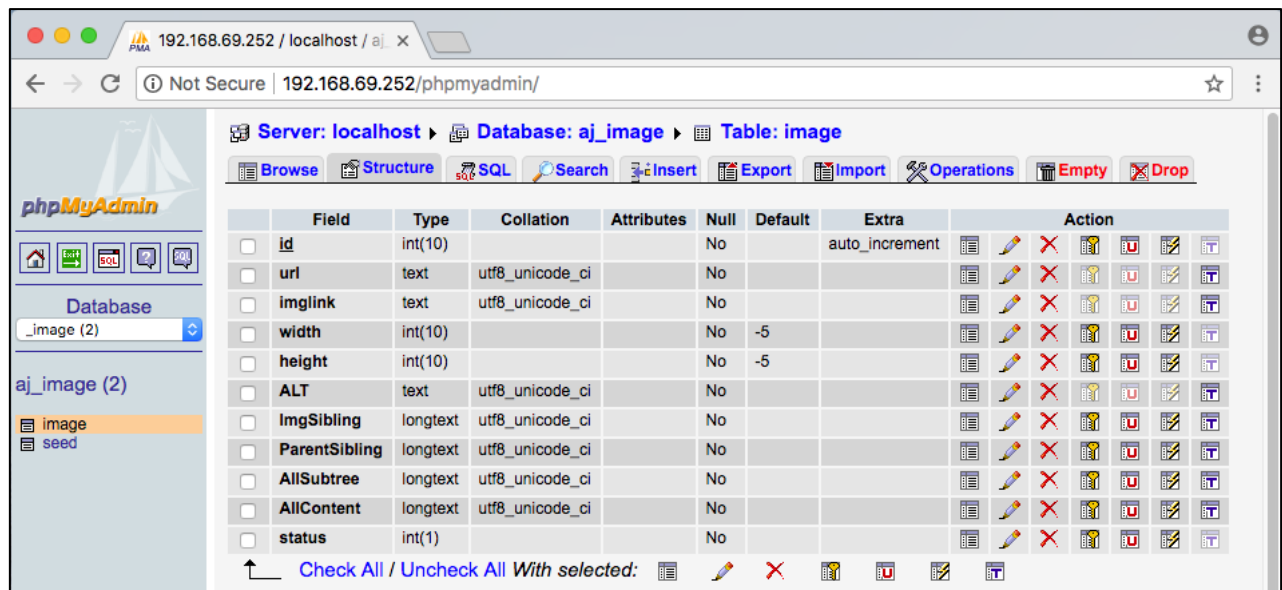 PMA 192.168.69.252 / localhost / aj_
Not Secure | 192.168.69.252/phpmyadmin/
phpMyAdmin
Exit SQL ? SQL
Database
_image (2)
aj_image (2)
image
seed
Server: localhost Database: aj_image Table: image
Browse Structure SQL Search Insert Export Import Operations Empty Drop
Field Type Collation Attributes Null Default Extra Action
id int(10) No auto_increment
url text utf8_unicode_ci No
imglink text utf8_unicode_ci No
width int(10) No -5
height int(10) No -5
ALT text utf8_unicode_ci No
ImgSibling longtext utf8_unicode_ci No
ParentSibling longtext utf8_unicode_ci No
AllSubtree longtext utf8_unicode_ci No
AllContent longtext utf8_unicode_ci No
status int(1) No
Check All / Uncheck All With selected: